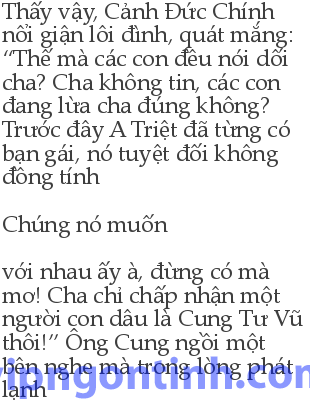 Thấy vậy, Cảnh Đức Chính
nổi giận lôi đình, quát mắng:
“Thế mà các con đều nói dối
cha? Cha không tin, các con
đang lừa cha đúng không?
Trước đây A Triệt đã từng có
bạn gái, nó tuyệt đối không
đồng tính
Chúng nó muốn
với nhau ấy à, đừng có mà
mơ! Cha chỉ chấp nhận một
người con dâu là Cung Tư Vũ
thôi!” Ông Cung ngồi một
bên nghe mà trong lòng phát
lạnh
vipngontinh.com